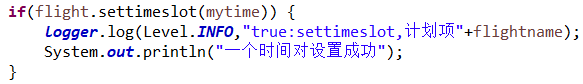 if(flight.settimeslot(mytime)) {
logger.log(Level.INFO,"true:settimeslot,计划项"+flightname);
System.out.println("一个时间对设置成功");
}